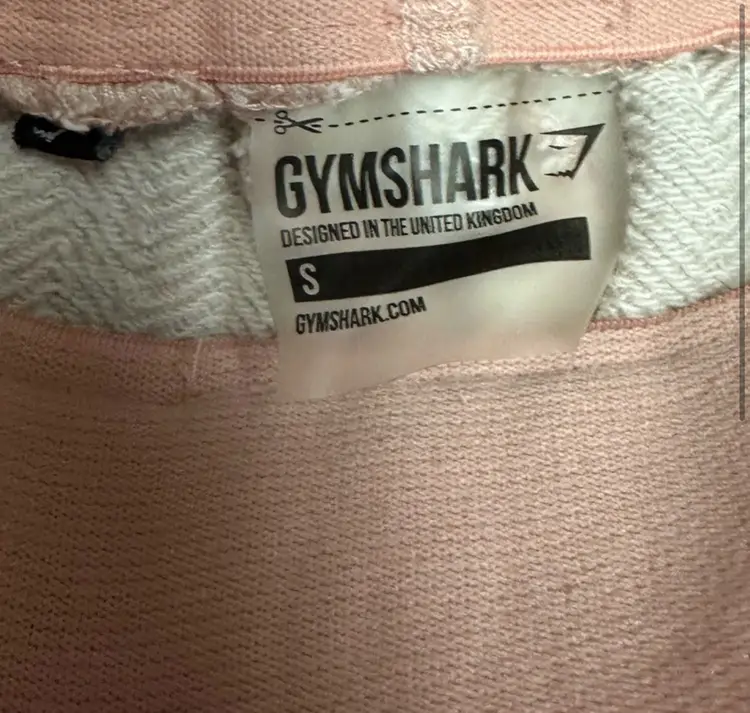 GYMSHARK
DESIGNED IN THE UNITED KINGDOM
S
GYMSHARK.COM